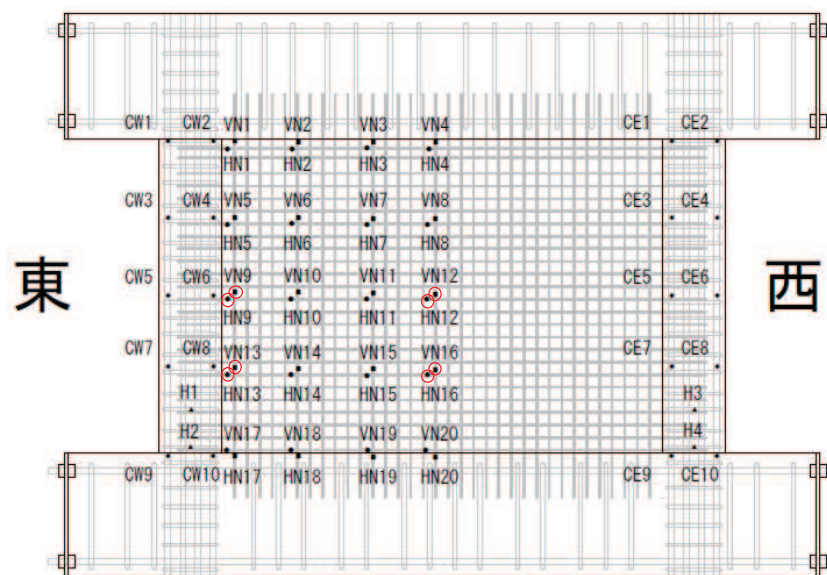 CW1 CW2 VN1 VN2 VN3 VN4 CE1 CE2
HN1 HN2 HN3 HN4
CW3 CW4 VN5 VN6 VN7 VN8 CE3 CE4
HN5 HN6 HN7 HN8
東 西
CW5 CW6 VN9 VN10 VN11 VN12 CE5 CE6
HN9 HN10 HN11 HN12
CW7 CW8 VN13 VN14 VN15 VN16 CE7 CE8
H1 HN13 HN14 HN15 HN16 H3
H2 VN17 VN18 VN19 VN20 H4
CW9 CW10 HN17 HN18 HN19 HN20 CE9 CE10